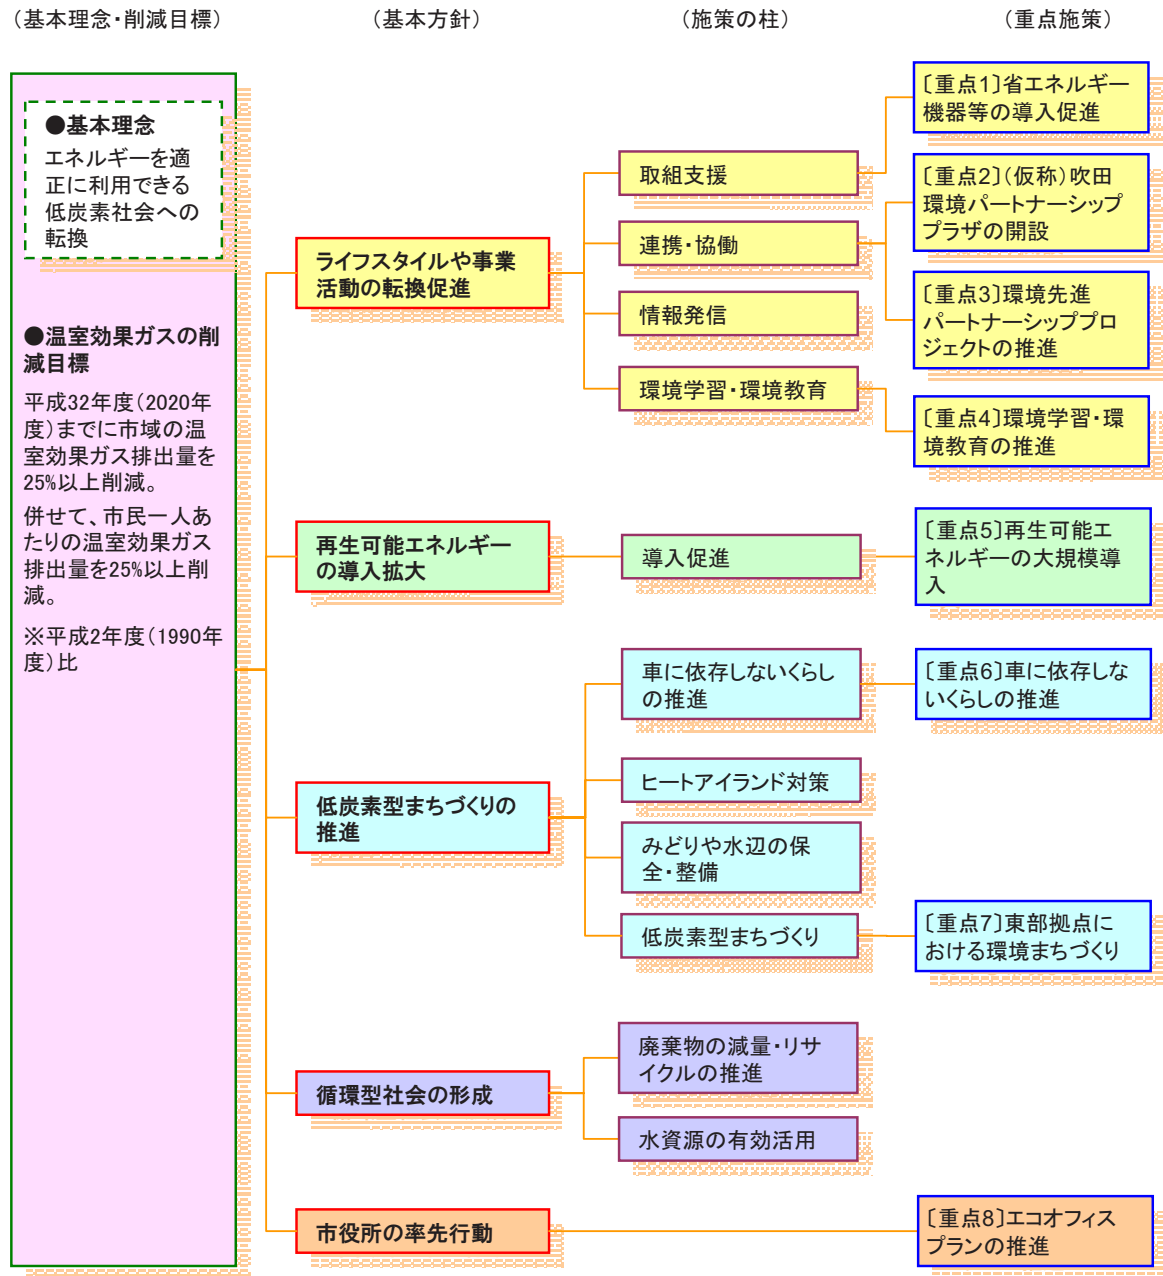 （基本理念・削減目標）
（基本方針）
（施策の柱）
（重点施策）
●基本理念
エネルギーを適
正に利用できる
低炭素社会への
転換
●温室効果ガスの削
減目標
平成32年度（2020年
度）までに市域の温
室効果ガス排出量を
25%以上削減。
併せて、市民一人あ
たりの温室効果ガス
排出量を25%以上削
減。
※平成2年度（1990年
度）比
ライフスタイルや事業
活動の転換促進
取組支援
連携・協働
情報発信
環境学習・環境教育
〔重点1〕省エネルギー
機器等の導入促進
〔重点2〕（仮称）吹田
環境パートナーシップ
プラザの開設
〔重点3〕環境先進
パートナーシッププロ
ジェクトの推進
〔重点4〕環境学習・環
境教育の推進
再生可能エネルギー
の導入拡大
導入促進
〔重点5〕再生可能エ
ネルギーの大規模導
入
低炭素型まちづくりの
推進
車に依存しないくらし
の推進
ヒートアイランド対策
みどりや水辺の保
全・整備
低炭素型まちづくり
〔重点6〕車に依存しな
いくらしの推進
〔重点7〕東部拠点に
おける環境まちづくり
循環型社会の形成
廃棄物の減量・リサ
イクルの推進
水資源の有効活用
市役所の率先行動
〔重点8〕エコオフィス
プランの推進